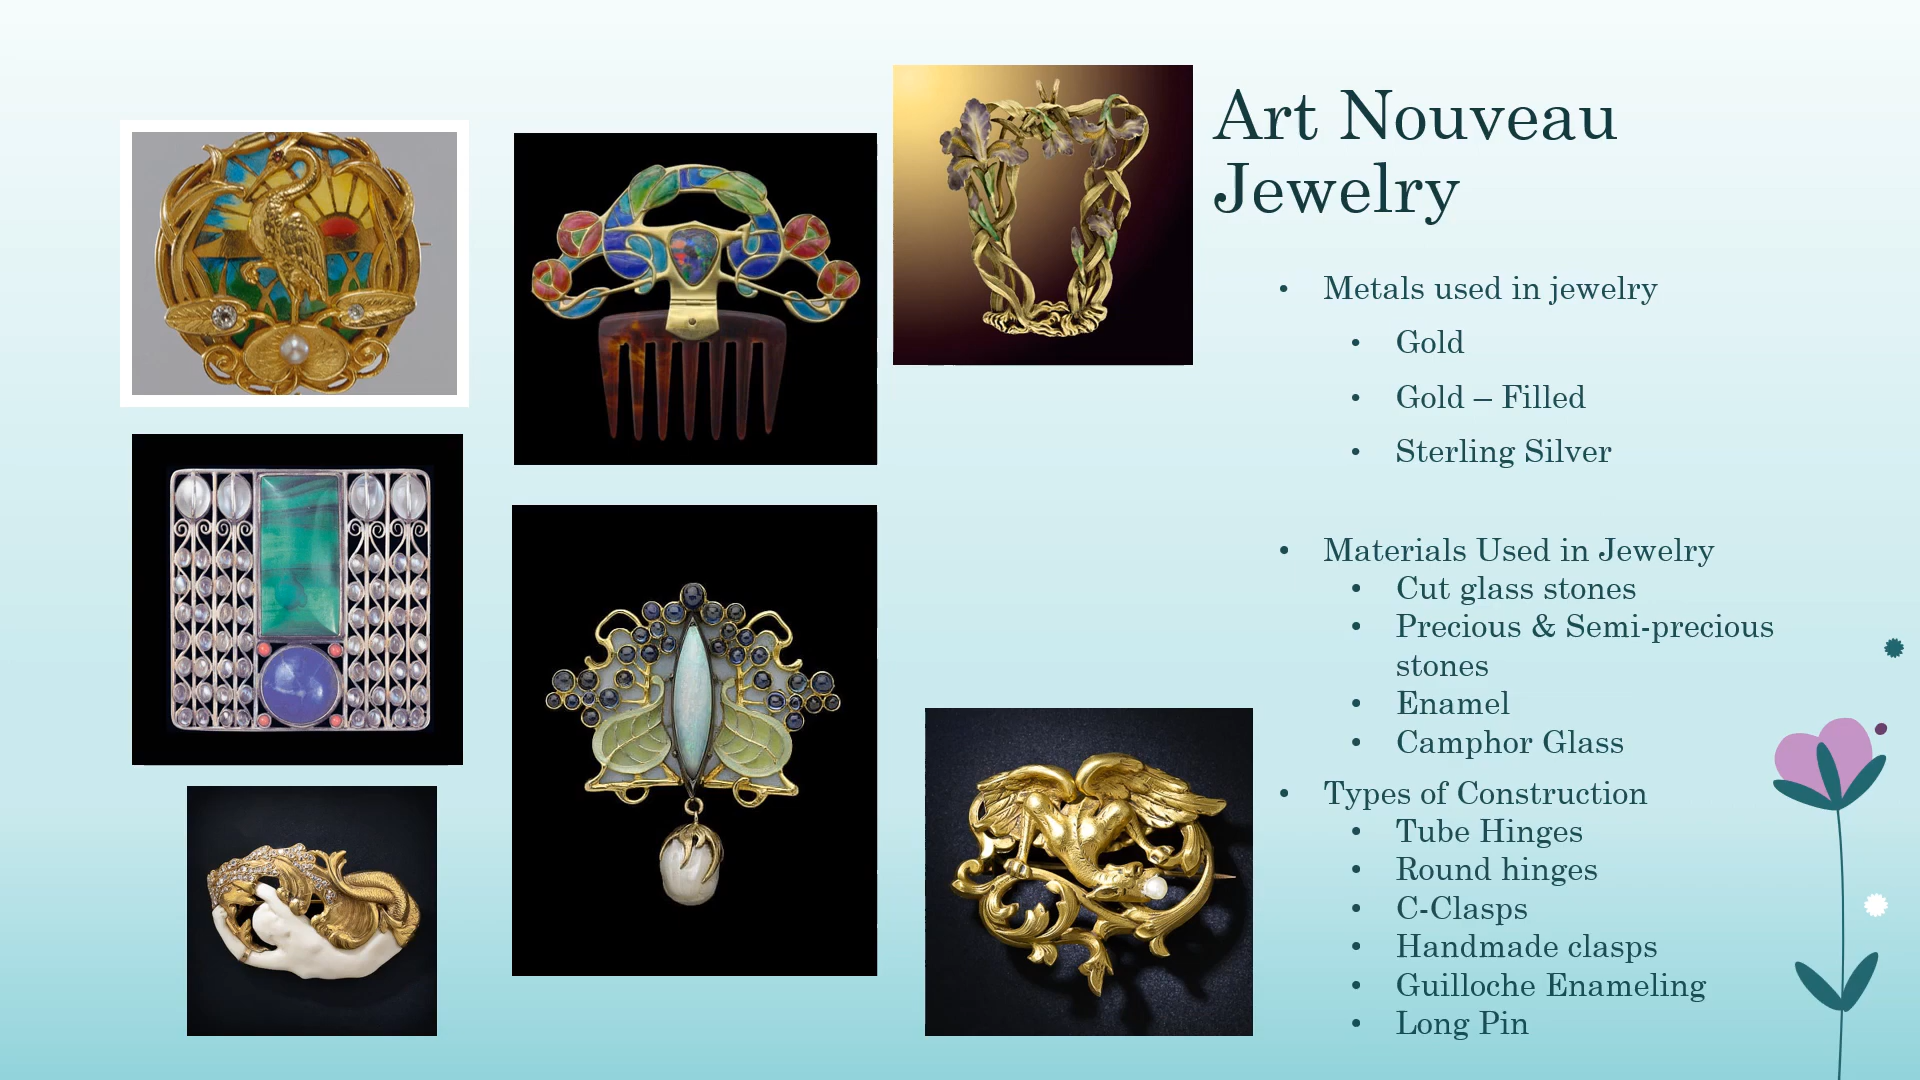 Art Nouveau
Jewelry
• Metals used in jewelry
• Gold
• Gold – Filled
• Sterling Silver
• Materials Used in Jewelry
• Cut glass stones
• Precious & Semi-precious
stones
• Enamel
• Camphor Glass
• Types of Construction
• Tube Hinges
• Round hinges
• C-Clasps
• Handmade clasps
• Guilloche Enameling
• Long Pin